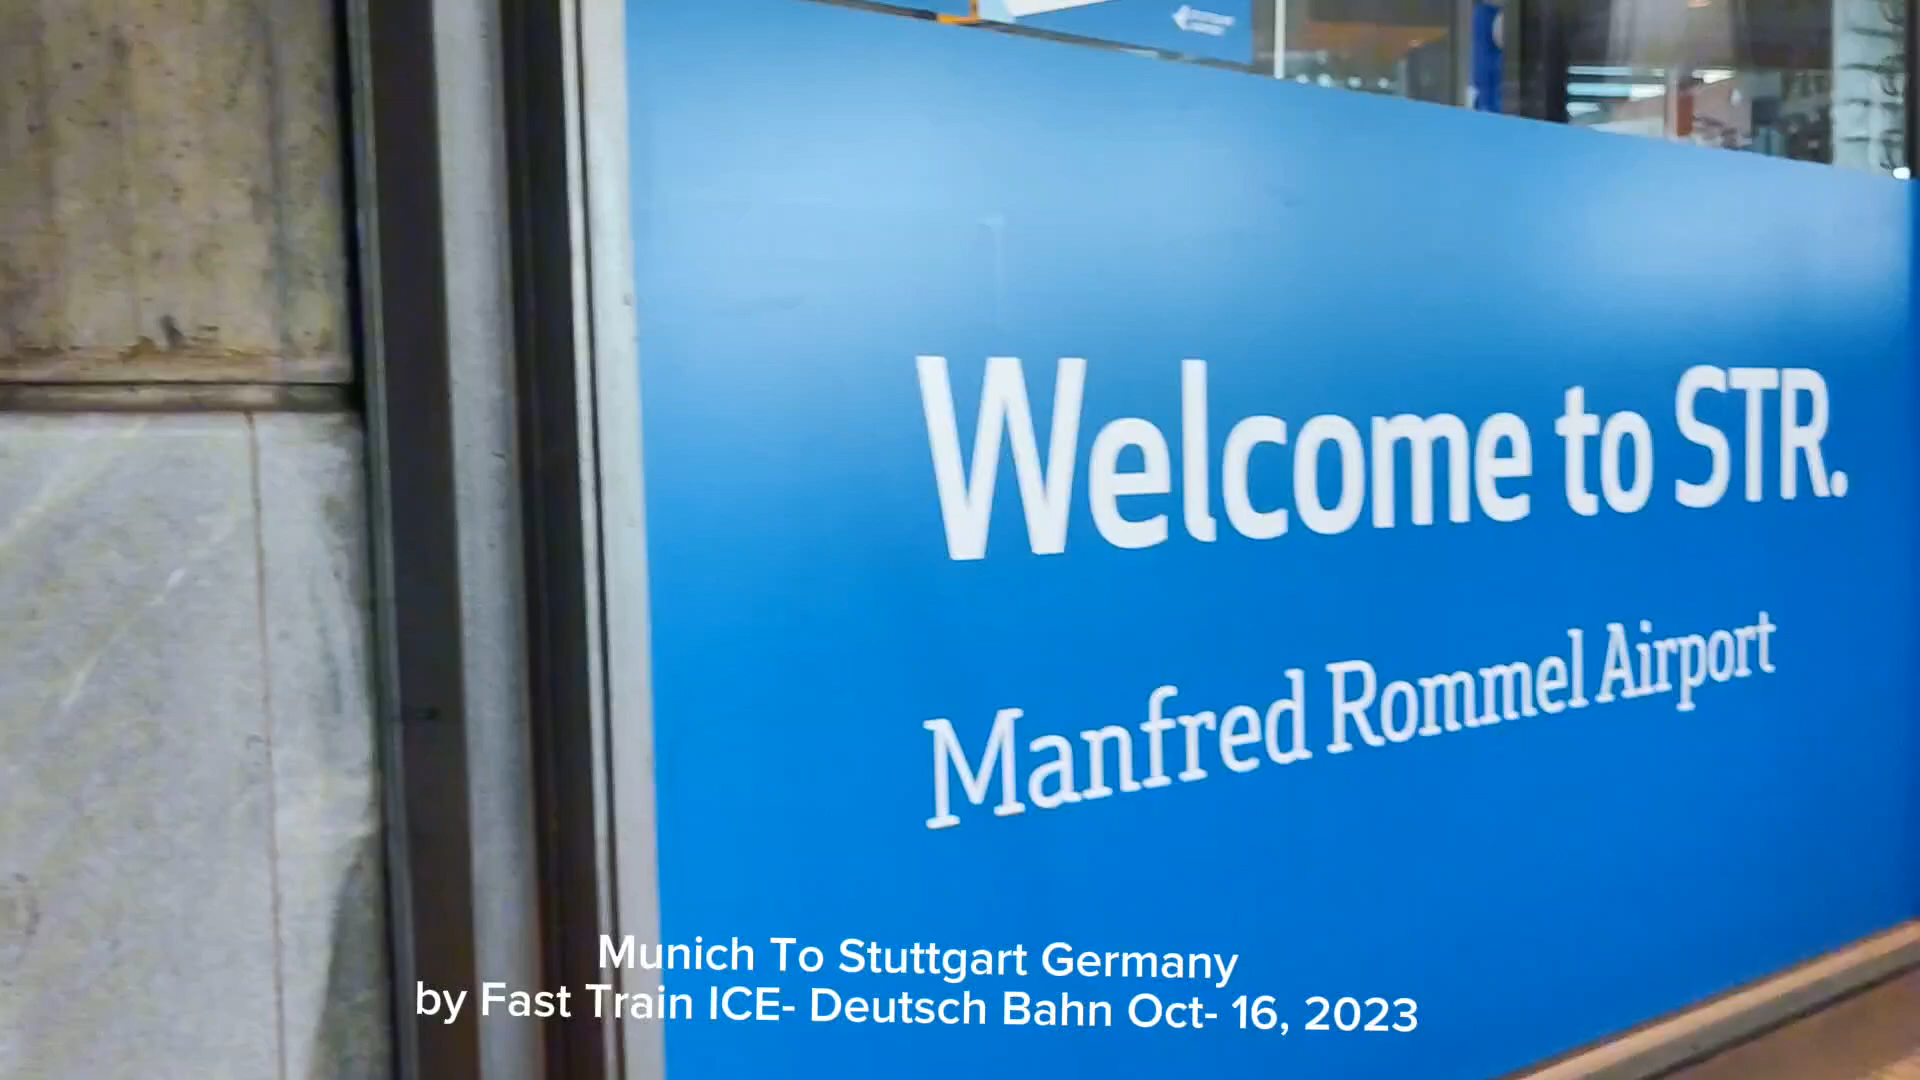 Welcome to STR.
Manfred Rommel Airport
Munich To Stuttgart Germany
by Fast Train ICE- Deutsch Bahn Oct- 16, 2023